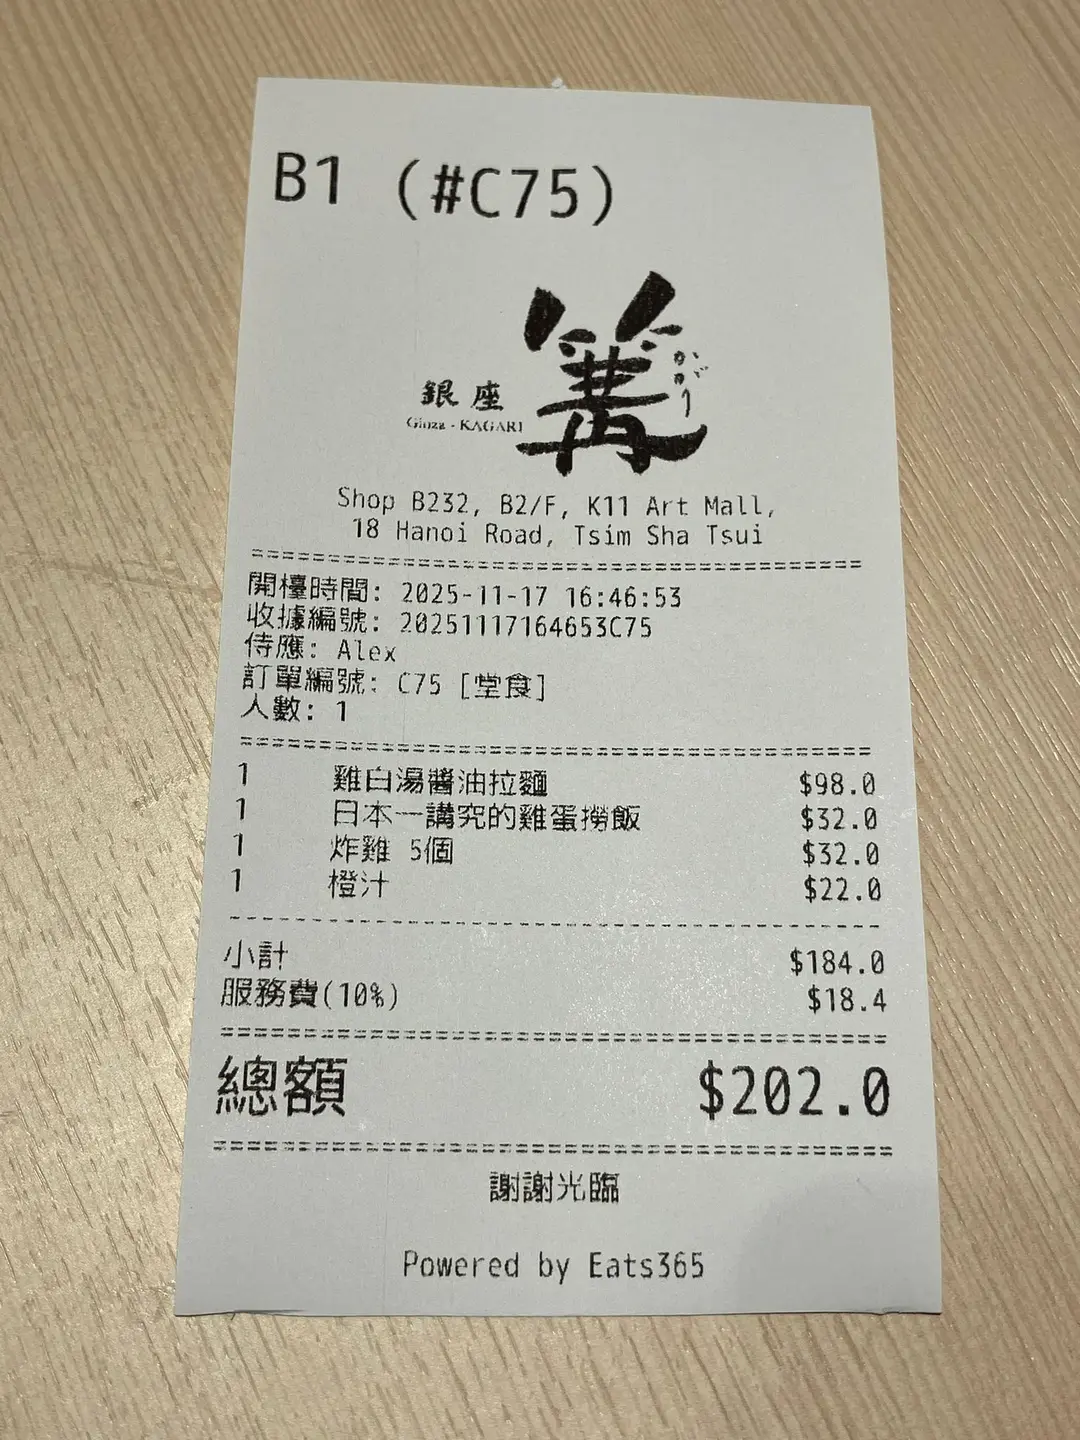 B1 (#C75)
篝
かがり
銀座
Ginza - KAGARI
Shop B232, B2/F, K11 Art Mall,
18 Hanoi Road, Tsim Sha Tsui
開檯時間: 2025-11-17 16:46:53
收據編號: 20251117164653C75
侍應: Alex
訂單編號: C75 [堂食]
人數: 1
1 雞白湯醬油拉麵 $98.0
1 日本一講究的雞蛋撈飯 $32.0
1 炸雞 5個 $32.0
1 橙汁 $22.0
小計 $184.0
服務費(10%) $18.4
總額 $202.0
謝謝光臨
Powered by Eats365